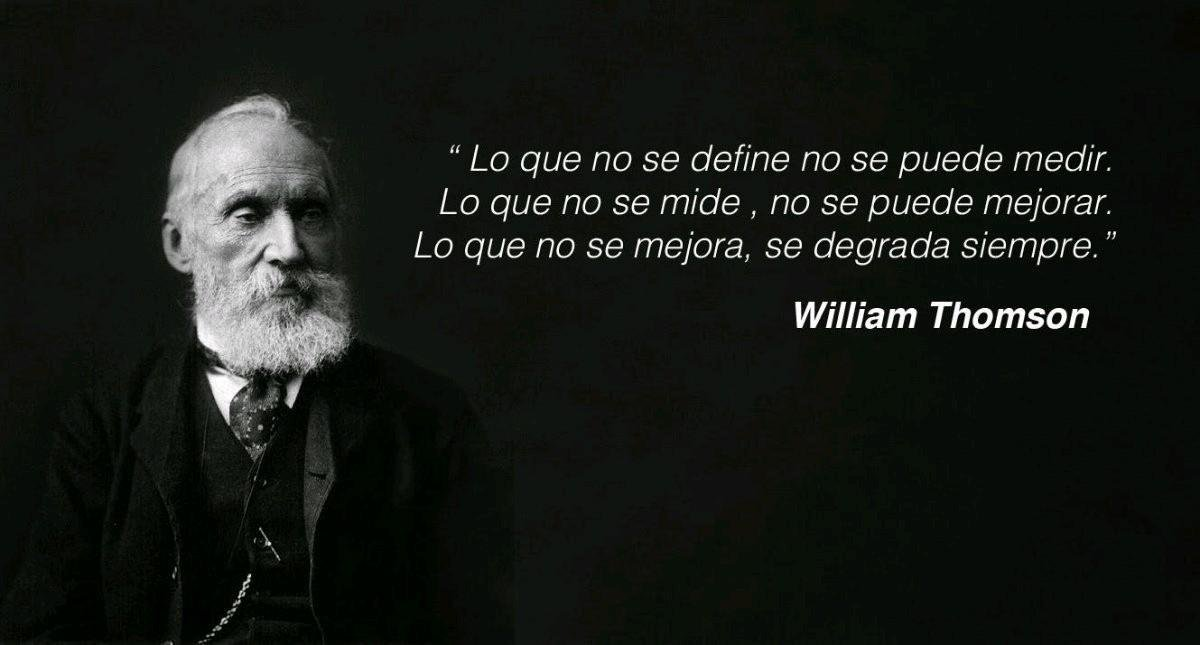 “ Lo que no se define no se puede medir.
Lo que no se mide , no se puede mejorar.
Lo que no se mejora, se degrada siempre.”
William Thomson